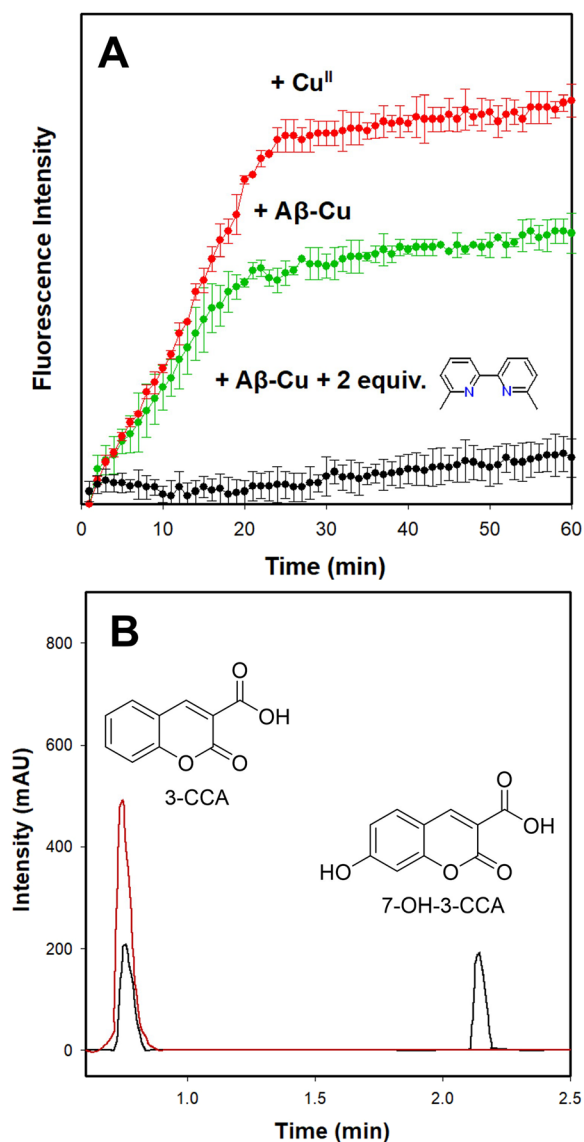 A
+ Cuᴵᴵ
+ Aβ-Cu
+ Aβ-Cu + 2 equiv.
N N
Fluorescence Intensity
0 10 20 30 40 50 60
Time (min)
B
800
600
400
200
0
Intensity (mAU)
O
OH
O O
3-CCA
O
OH
HO O O
7-OH-3-CCA
1.0 1.5 2.0 2.5
Time (min)